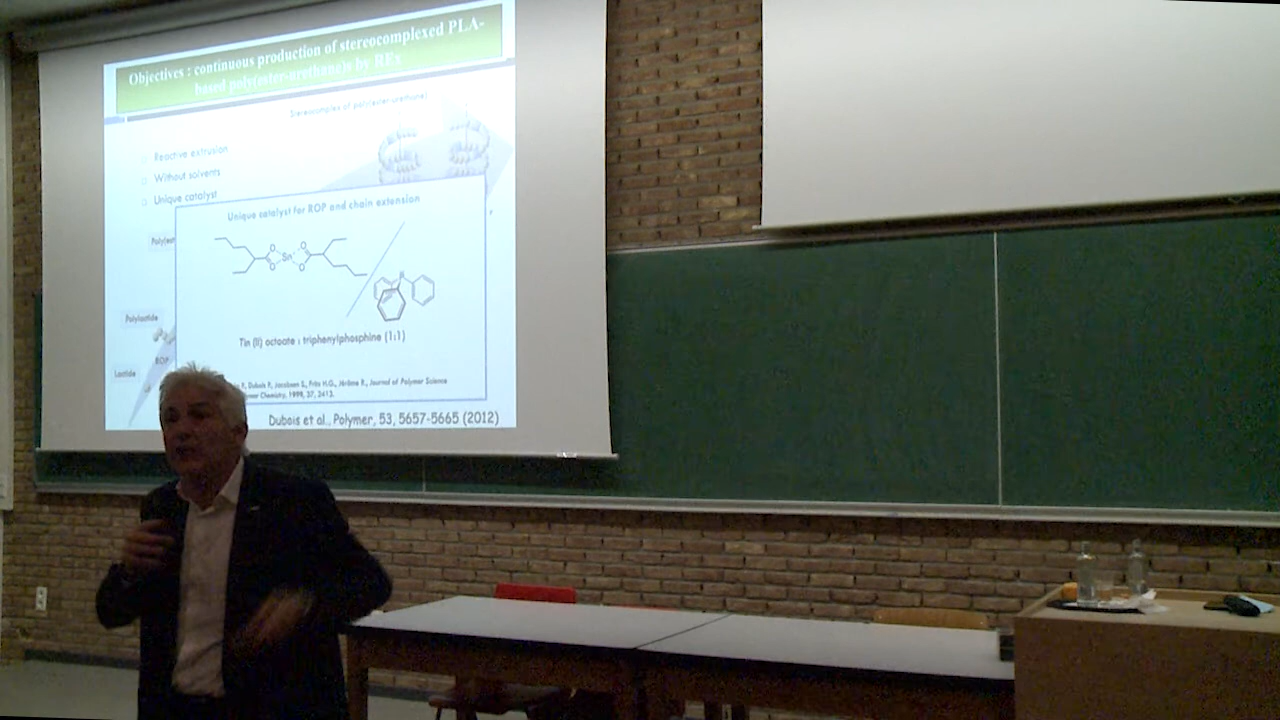 Objectives : continuous production of stereocomplexed PLA-
based poly(ester-urethane)s by REx
Stereocomplex of poly(ester-urethane)
Reactive extrusion
Without solvents
Unique catalyst
Unique catalyst for ROP and chain extension
O
O
Sn
O
O
Tin (II) octoate : triphenylphosphine (1:1)
Polylactide
ROP
Lactide
P., Dubois P., Jacobsen S., Fritz H.G., Jérôme R., Journal of Polymer Science
Chemistry, 1999, 37, 2413.
Dubois et al., Polymer, 53, 5657-5665 (2012)